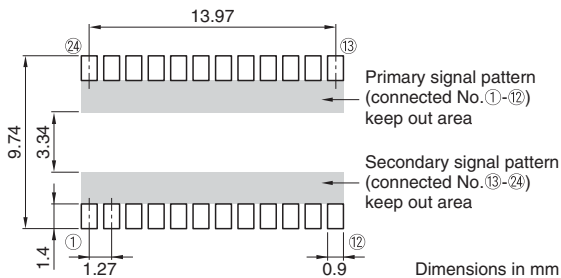 13.97
㉔ ⑬
Primary signal pattern
(connected No.①-⑫)
keep out area
9.74
3.34
Secondary signal pattern
(connected No.⑬-㉔)
keep out area
① ⑫
1.4
1.27 0.9 Dimensions in mm